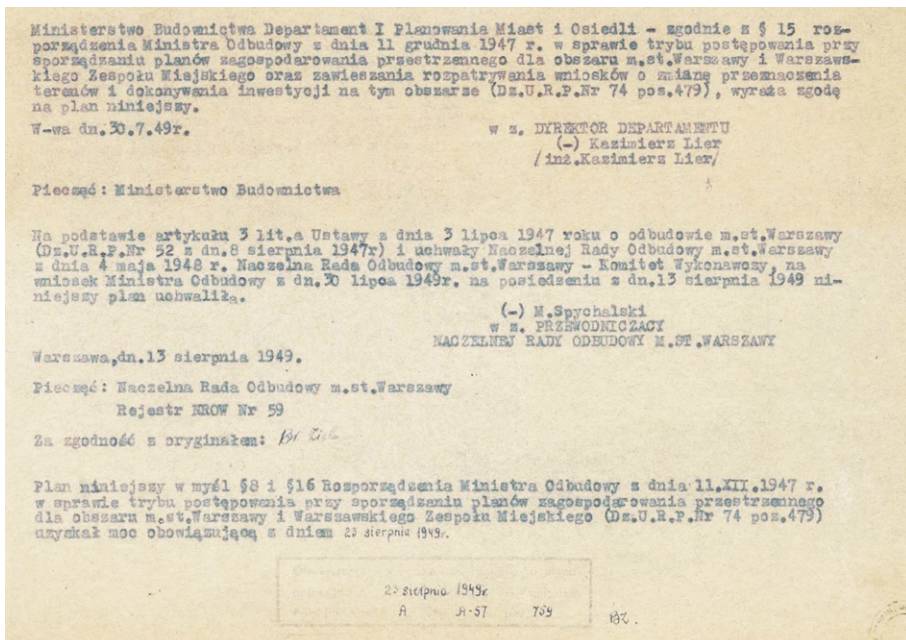 Ministerstwo Budownictwa Departament I Planowania Miast i Osiedli - zgodnie z § 15 roz-
porządzenia Ministra Odbudowy z dnia 11 grudnia 1947 r. w sprawie trybu postępowania przy
sporządzaniu planów zagospodarowania przestrzennego dla obszaru m.st.Warszawy i Warszaws-
kiego Zespołu Miejskiego oraz zawieszania rozpatrywania wniosków o zmianę przeznaczenia
terenów i dokonywania inwestycji na tym obszarze (Dz.U.R.P.Nr 74 poz.479), wyraża zgodę
na plan niniejszy.
W-wa dn.30.7.49r.
w z. DYREKTOR DEPARTAMENTU
(-) Kazimierz Lier
/inż.Kazimierz Lier/
Pieczęć: Ministerstwo Budownictwa
Na podstawie artykułu 3 lit.a Ustawy z dnia 3 lipca 1947 roku o odbudowie m.st.Warszawy
(Dz.U.R.P.Nr 52 z dn.8 sierpnia 1947r) i uchwały Naczelnej Rady Odbudowy m.st.Warszawy
z dnia 4 maja 1948 r. Naczelna Rada Odbudowy m.st.Warszawy - Komitet Wykonawczy, na
wniosek Ministra Odbudowy z dn.30 lipca 1949r. na posiedzeniu z dn.13 sierpnia 1949 ni-
niejszy plan uchwaliła.
(-) M.Spychalski
w z. PRZEWODNICZACY
NACZELNEJ RADY ODBUDOWY M.ST.WARSZAWY
Warszawa,dn.13 sierpnia 1949.
Pieczęć: Naczelna Rada Odbudowy m.st.Warszawy
Rejestr NROW Nr 59
Za zgodność z oryginałem:
Plan niniejszy w myśl §8 i §16 Rozporządzenia Ministra Odbudowy z dnia 11.XII.1947 r.
w sprawie trybu postępowania przy sporządzaniu planów zagospodarowania przestrzennego
dla obszaru m.st.Warszawy i Warszawskiego Zespołu Miejskiego (Dz.U.R.P.Nr 74 poz.479)
uzyskał moc obowiązującą z dniem 23 sierpnia 1949r.
23 sierpnia 1949r.
A A-57 759